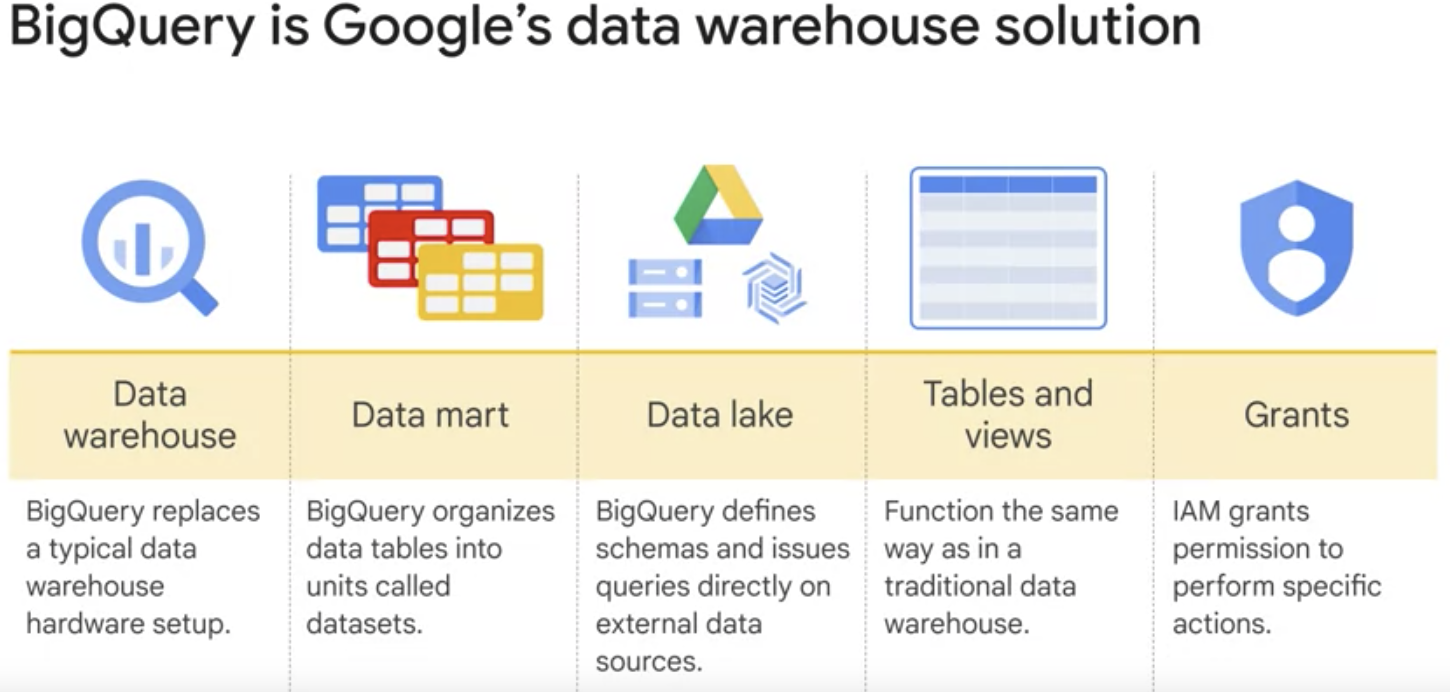 BigQuery is Google’s data warehouse solution
Data
warehouse
Data mart
Data lake
Tables and
views
Grants
BigQuery replaces
a typical data
warehouse
hardware setup.
BigQuery organizes
data tables into
units called
datasets.
BigQuery defines
schemas and issues
queries directly on
external data
sources.
Function the same
way as in a
traditional data
warehouse.
IAM grants
permission to
perform specific
actions.